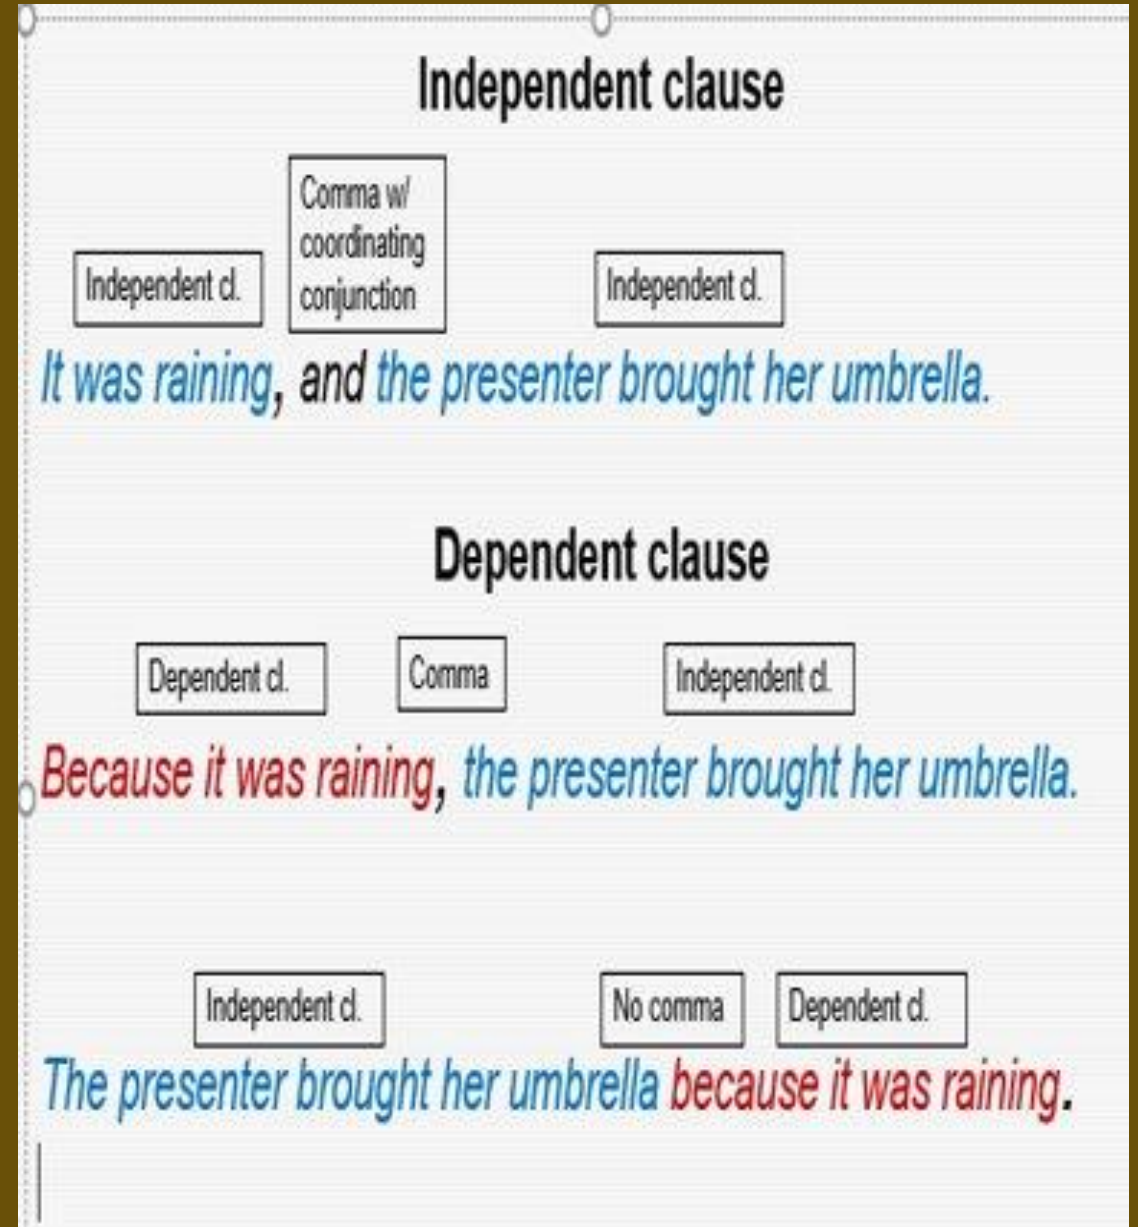 Independent clause
Comma w/
coordinating
conjunction
Independent cl.
Independent cl.
It was raining, and the presenter brought her umbrella.
Dependent clause
Dependent cl.
Comma
Independent cl.
Because it was raining, the presenter brought her umbrella.
Independent cl.
No comma
Dependent cl.
The presenter brought her umbrella because it was raining.